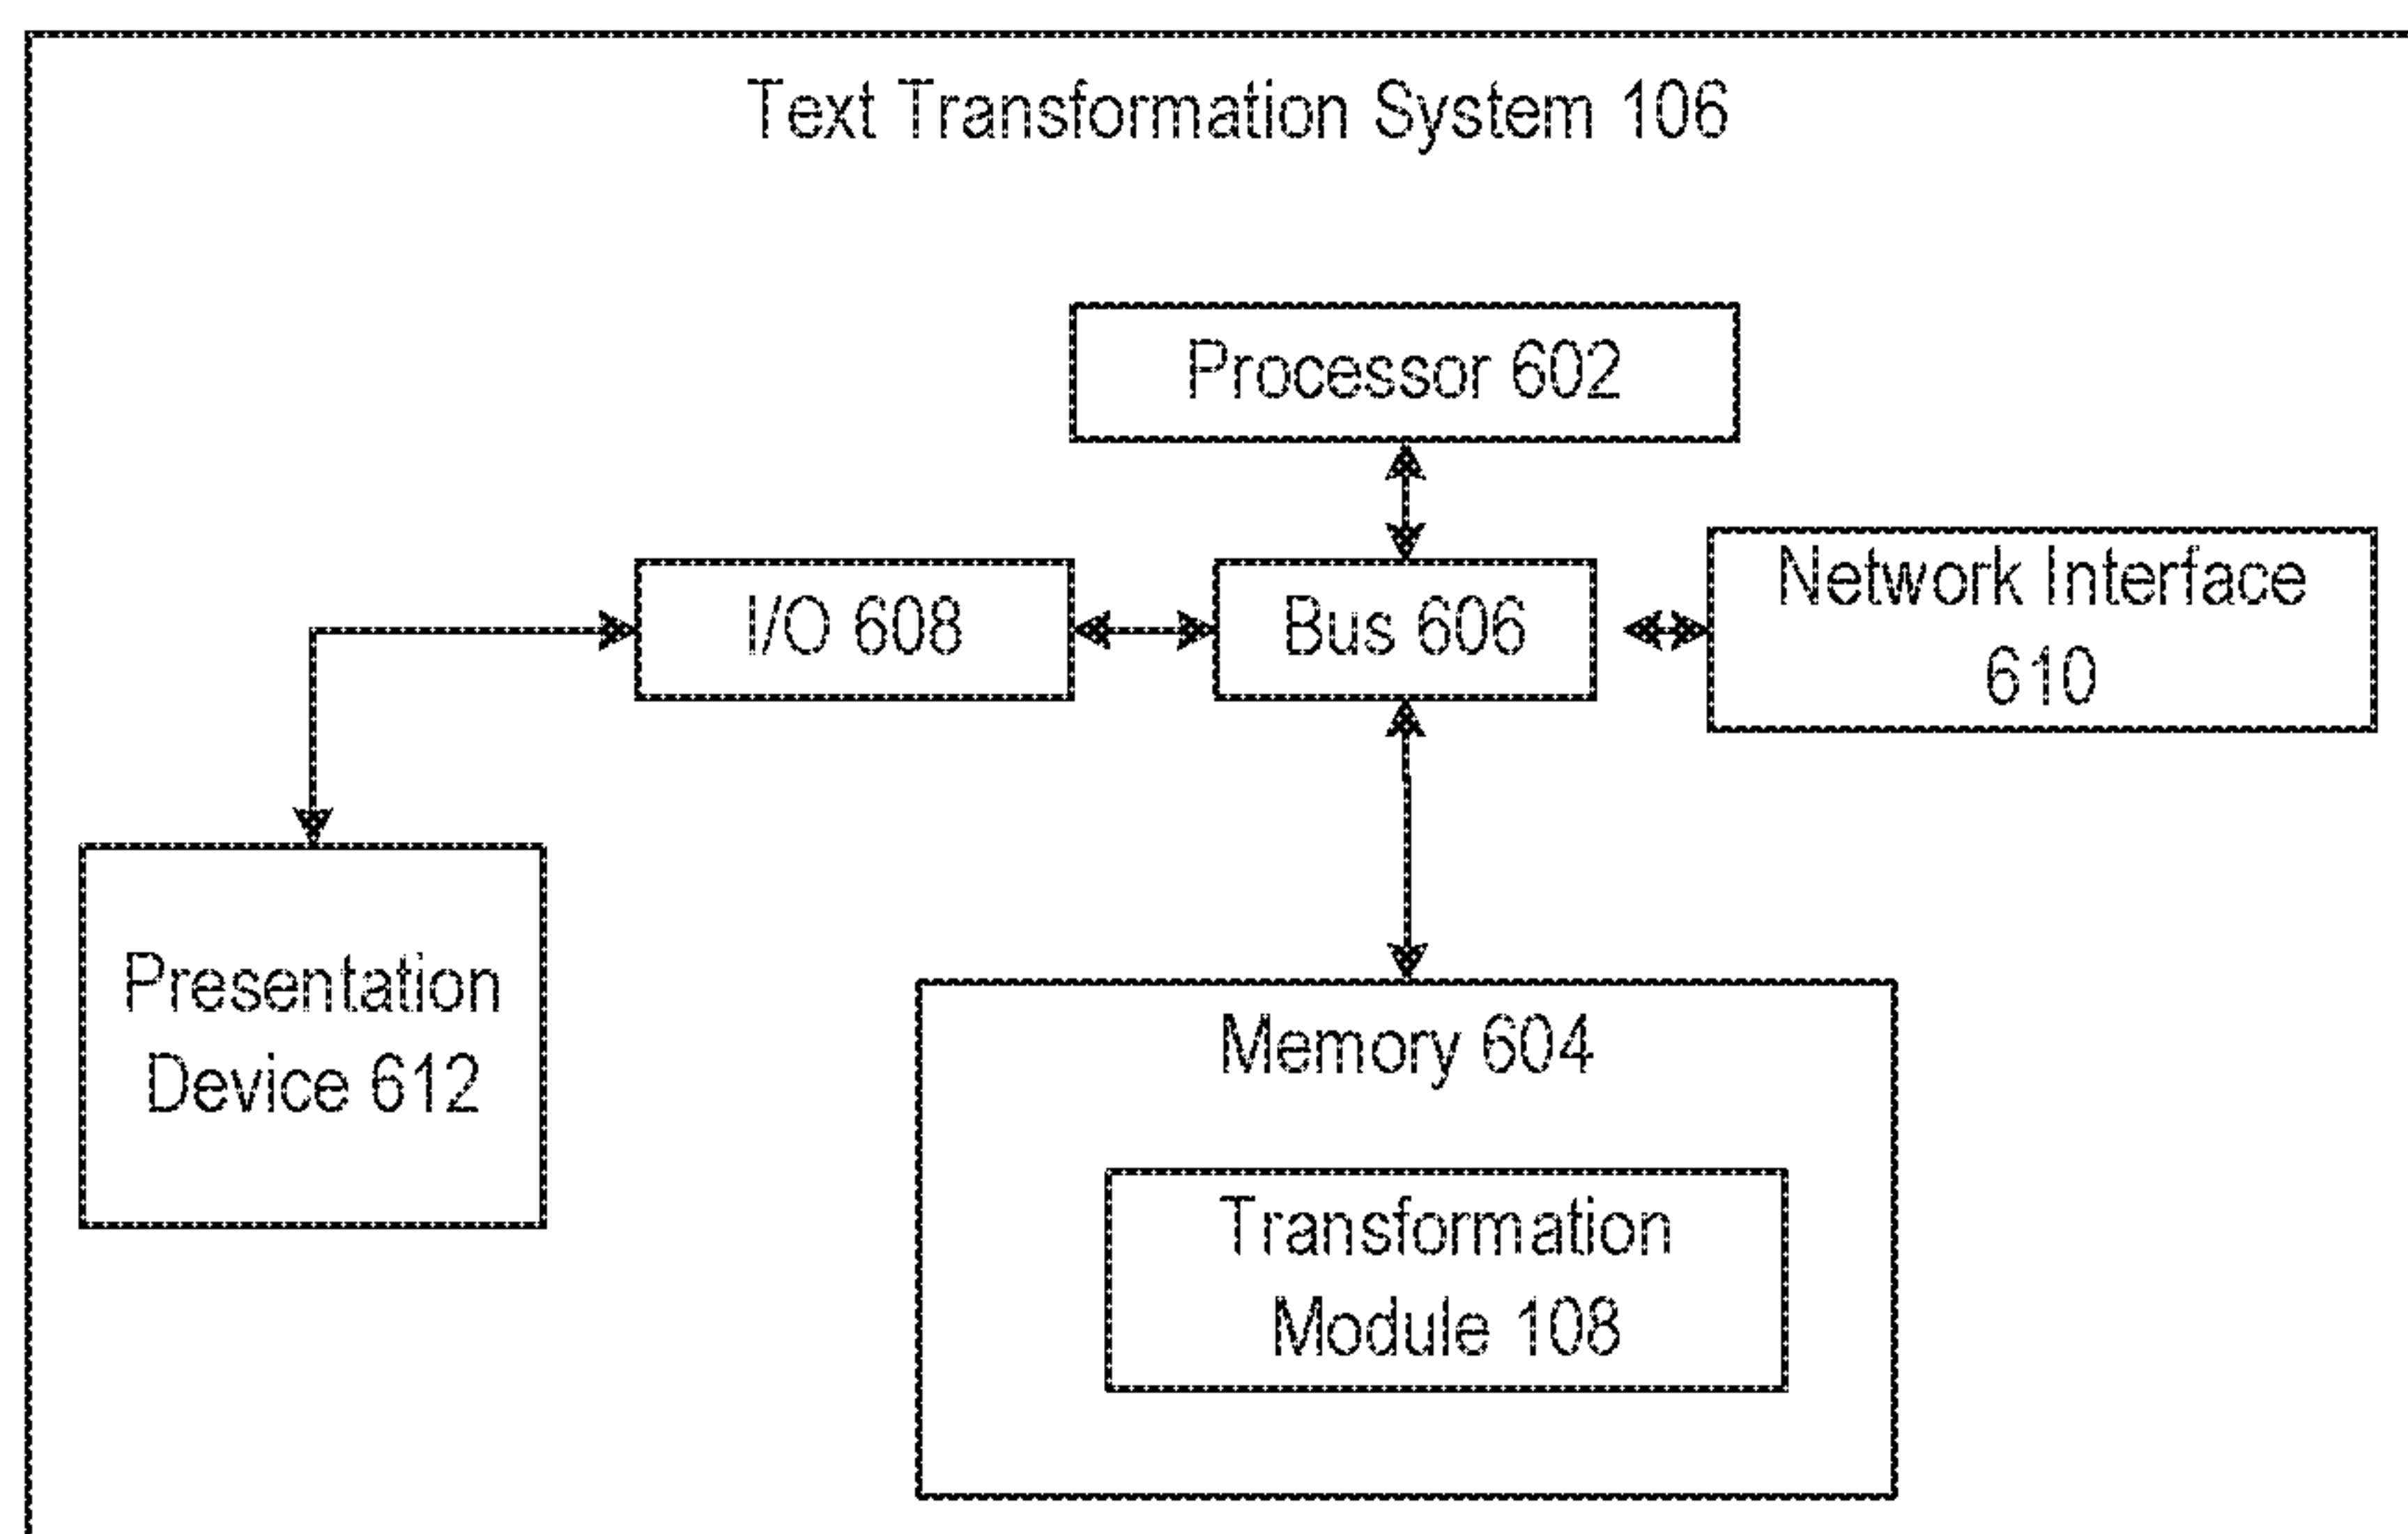 Text Transformation System 106
Processor 602
I/O 608
Bus 606
Network Interface
610
Presentation
Device 612
Memory 604
Transformation
Module 108